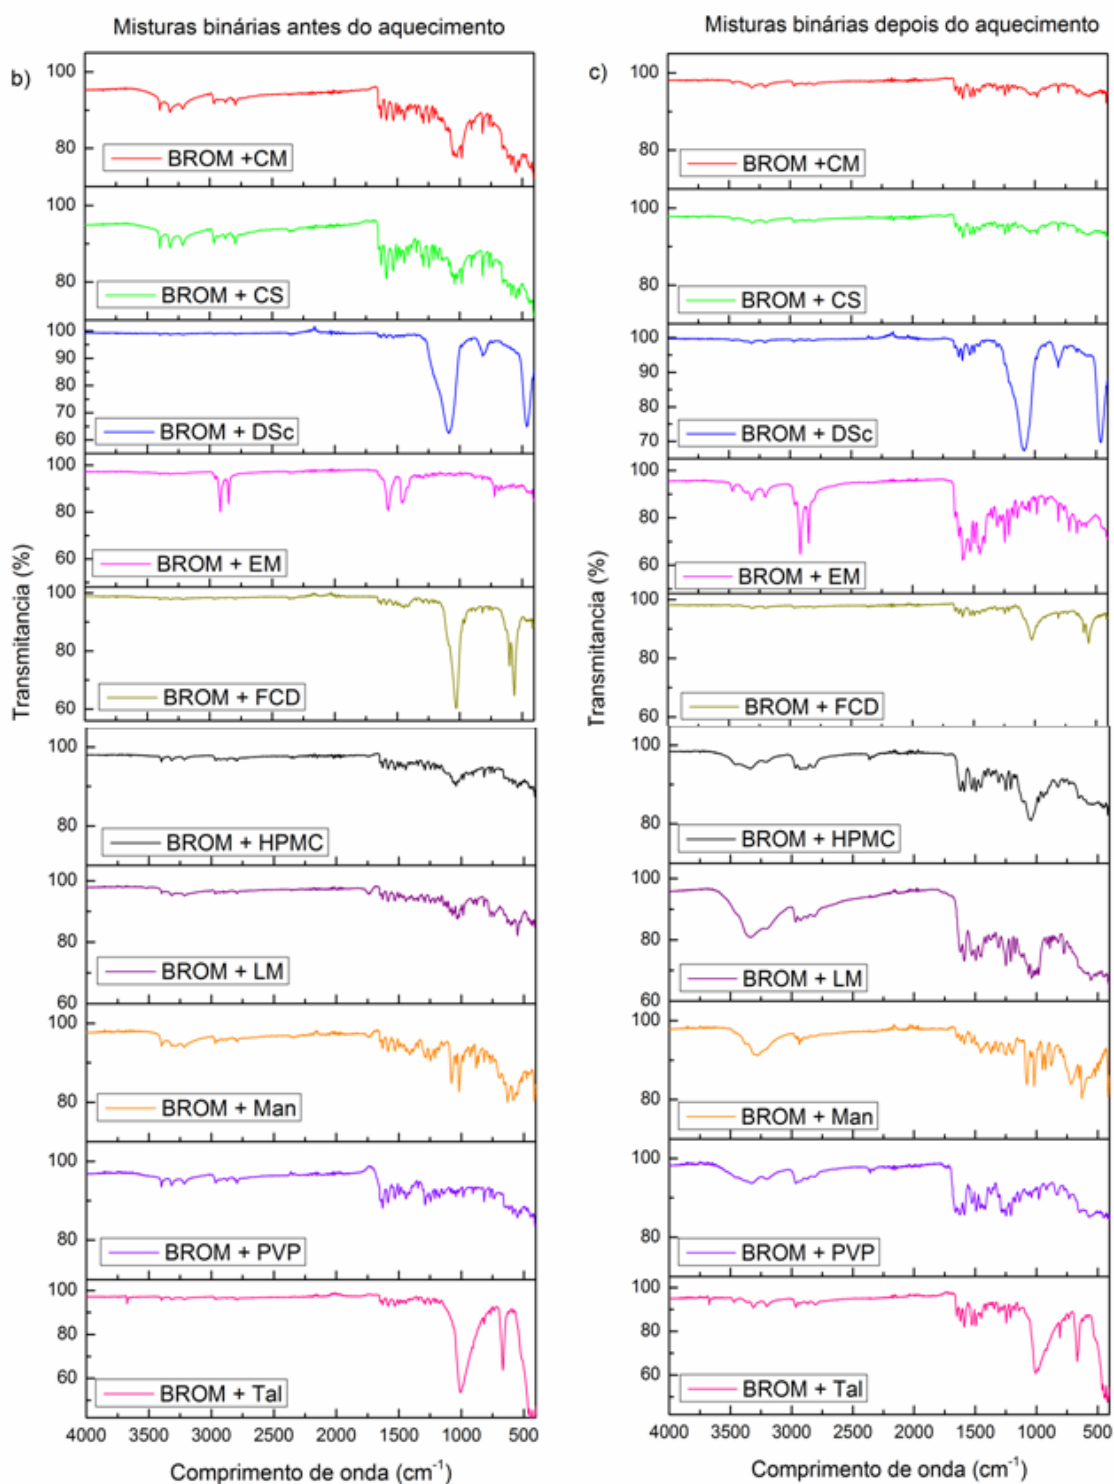 Misturas binárias antes do aquecimento
b)
Transmitancia (%)
100
80
BROM +CM
100
80
BROM + CS
100
90
80
70
60
BROM + DSc
100
80
60
BROM + EM
100
80
60
BROM + FCD
100
80
BROM + HPMC
100
80
60
BROM + LM
100
80
BROM + Man
100
80
BROM + PVP
100
80
60
BROM + Tal
4000 3500 3000 2500 2000 1500 1000 500
Comprimento de onda (cm⁻¹)
Misturas binárias depois do aquecimento
c)
Transmitancia (%)
100
80
BROM +CM
100
80
BROM + CS
100
90
80
70
BROM + DSc
100
80
60
BROM + EM
100
80
60
BROM + FCD
100
80
BROM + HPMC
100
80
60
BROM + LM
100
80
BROM + Man
100
80
BROM + PVP
100
80
60
BROM + Tal
4000 3500 3000 2500 2000 1500 1000 500
Comprimento de onda (cm⁻¹)